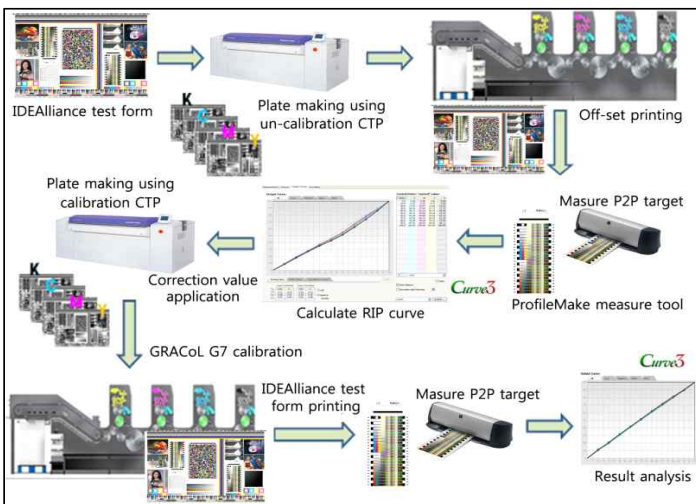 IDEAlliance test form
K
C
M
Y
Plate making using
un-calibration CTP
Off-set printing
Plate making using
calibration CTP
Masure P2P target
Correction value
application
Calculate RIP curve
Curve3
ProfileMake measure tool
K
C
M
Y
GRACoL G7 calibration
IDEAlliance test
form printing
Masure P2P target
Curve3
Result analysis